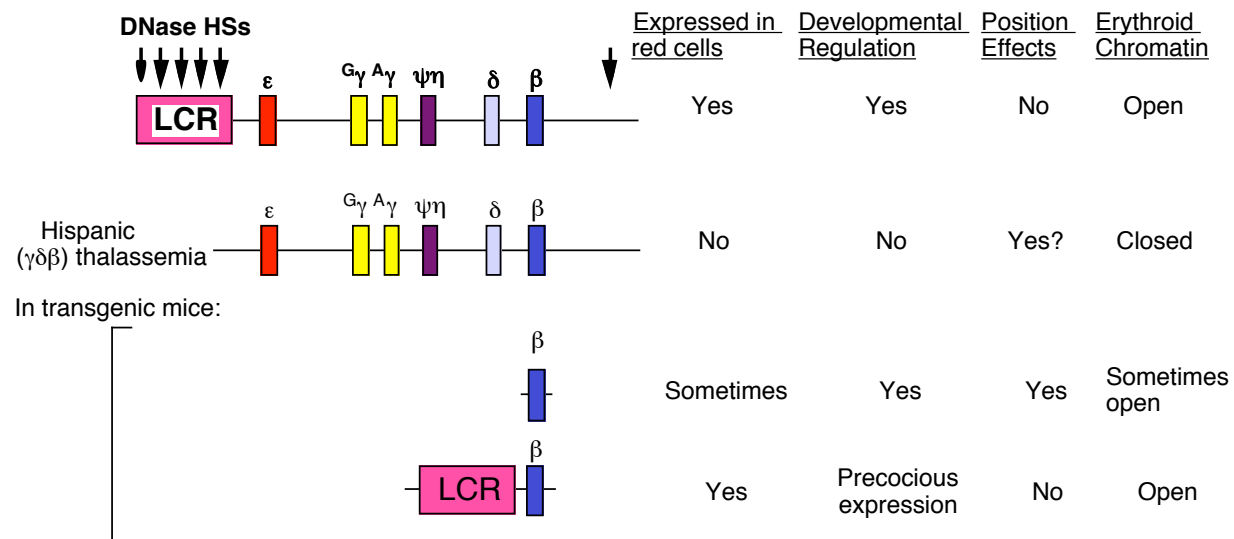 DNase HSs
Expressed in red cells
Developmental Regulation
Position Effects
Erythroid Chromatin
ε
Gγ Aγ ψη
δ
β
LCR
Yes
Yes
No
Open
Hispanic
(γδβ) thalassemia
ε
Gγ Aγ ψη
δ
β
No
No
Yes?
Closed
In transgenic mice:
β
Sometimes
Yes
Yes
Sometimes
open
β
LCR
Yes
Precocious
expression
No
Open